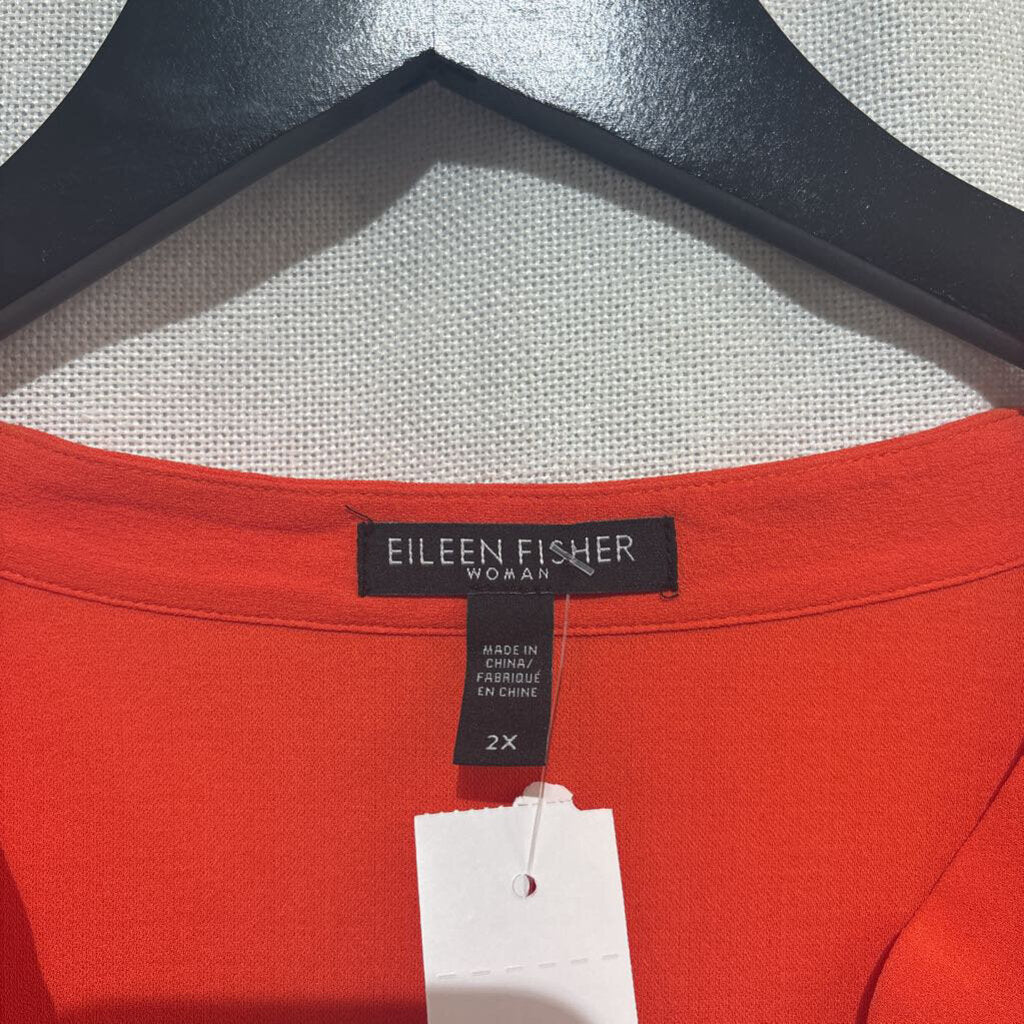 EILEEN FISHER
WOMAN
MADE IN
CHINA/
FABRIQUÉ
EN CHINE
2X